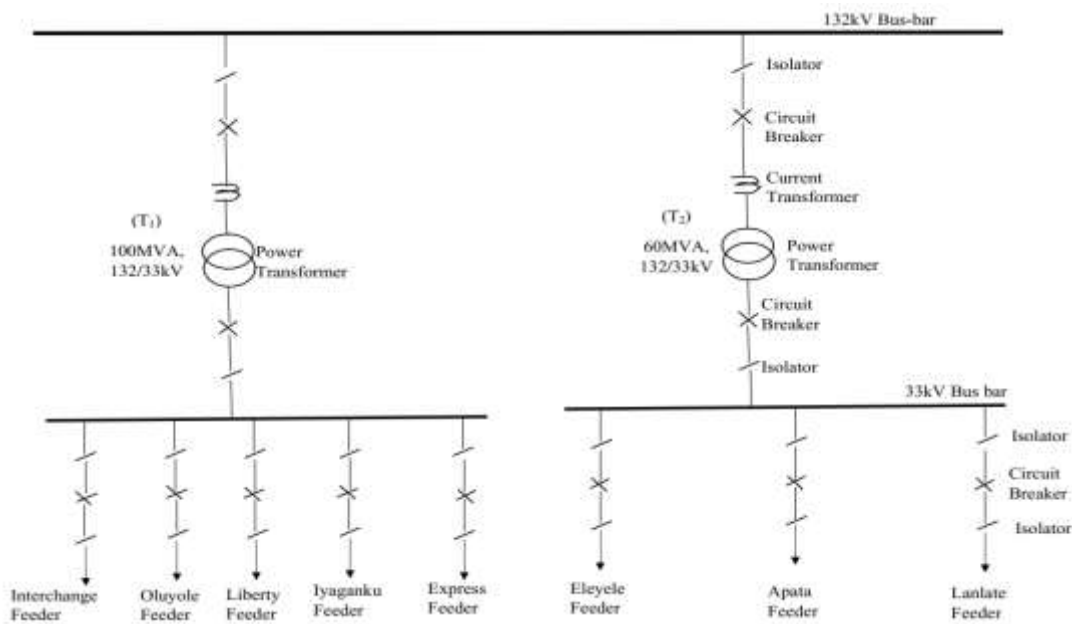 132kV Bus-bar
Isolator
Circuit
Breaker
Current
Transformer
(T1)
100MVA,
132/33kV
Power
Transformer
(T2)
60MVA,
132/33kV
Power
Transformer
Circuit
Breaker
Isolator
33kV Bus bar
Isolator
Circuit
Breaker
Isolator
Interchange
Feeder
Oluyole
Feeder
Liberty
Feeder
Iyaganku
Feeder
Express
Feeder
Eleyele
Feeder
Apata
Feeder
Lanlate
Feeder